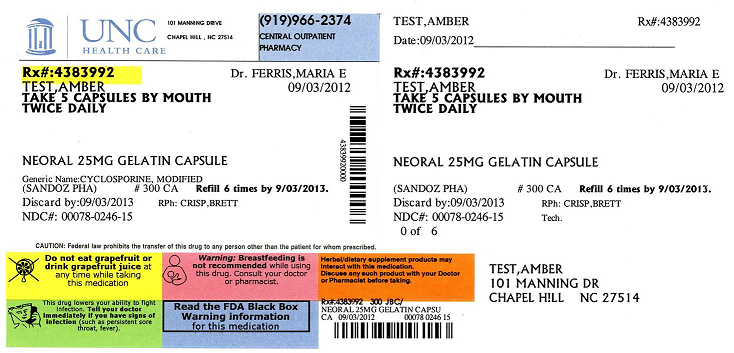 UNC
HEALTH CARE
101 MANNING DRIVE
CHAPEL HILL , NC 27514
(919)966-2374
CENTRAL OUTPATIENT
PHARMACY
Rx#:4383992
TEST,AMBER
Dr. FERRIS,MARIA E
09/03/2012
TAKE 5 CAPSULES BY MOUTH
TWICE DAILY
43839920000
NEORAL 25MG GELATIN CAPSULE
Generic Name:CYCLOSPORINE, MODIFIED
(SANDOZ PHA) # 300 CA Refill 6 times by 9/03/2013.
Discard by:09/03/2013 RPh: CRISP,BRETT
NDC#: 00078-0246-15
CAUTION: Federal law prohibits the transfer of this drug to any person other than the patient for whom prescribed.
TEST,AMBER Rx#:4383992
Date:09/03/2012
Rx#:4383992
TEST,AMBER
Dr. FERRIS,MARIA E
09/03/2012
TAKE 5 CAPSULES BY MOUTH
TWICE DAILY
NEORAL 25MG GELATIN CAPSULE
(SANDOZ PHA) # 300 CA Refill 6 times by 9/03/2013.
Discard by:09/03/2013 RPh: CRISP,BRETT
NDC#: 00078-0246-15 Tech:
0 of 6
Do not eat grapefruit or
drink grapefruit juice at
any time while taking
this medication
Warning: Breastfeeding is
not recommended while using
this drug. Consult your doctor
or pharmacist.
Herbal/dietary supplement products may
interact with this medication.
Discuss any such product with your Doctor
or Pharmacist before taking.
This drug lowers your ability to fight
infection. Tell your doctor
immediately if you have signs of
infection (such as persistent sore
throat, fever).
Read the FDA Black Box
Warning information
for this medication
Rx#:4383992 300 JBC/
NEORAL 25MG GELATIN CAPSU
CA 09/03/2012 00078 0246 15
TEST,AMBER
101 MANNING DR
CHAPEL HILL NC 27514